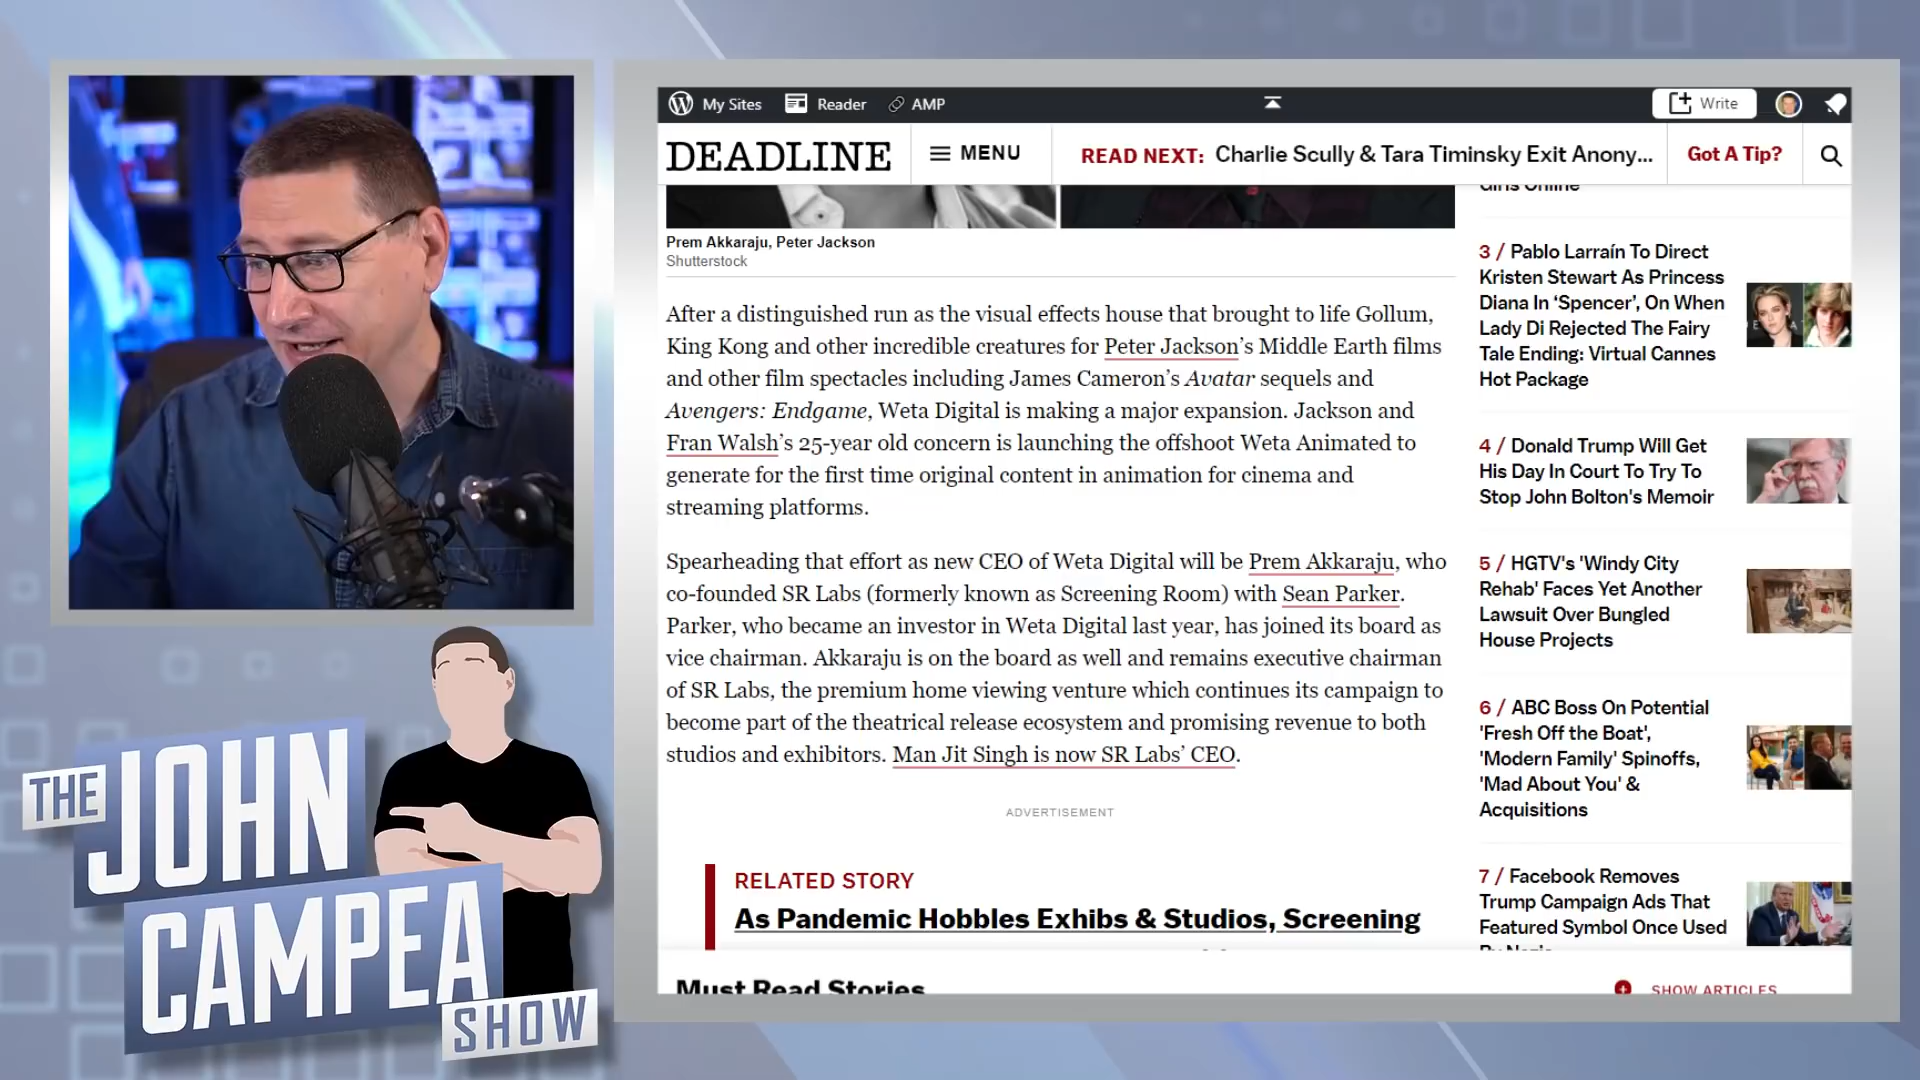 My Sites
Reader
AMP
Write
DEADLINE
MENU
READ NEXT: Charlie Scully & Tara Timinsky Exit Anony...
Got A Tip?
Prem Akkaraju, Peter Jackson
Shutterstock
After a distinguished run as the visual effects house that brought to life Gollum,
King Kong and other incredible creatures for Peter Jackson's Middle Earth films
and other film spectacles including James Cameron's Avatar sequels and
Avengers: Endgame, Weta Digital is making a major expansion. Jackson and
Fran Walsh's 25-year old concern is launching the offshoot Weta Animated to
generate for the first time original content in animation for cinema and
streaming platforms.
Spearheading that effort as new CEO of Weta Digital will be Prem Akkaraju, who
co-founded SR Labs (formerly known as Screening Room) with Sean Parker.
Parker, who became an investor in Weta Digital last year, has joined its board as
vice chairman. Akkaraju is on the board as well and remains executive chairman
of SR Labs, the premium home viewing venture which continues its campaign to
become part of the theatrical release ecosystem and promising revenue to both
studios and exhibitors. Man Jit Singh is now SR Labs' CEO.
ADVERTISEMENT
RELATED STORY
As Pandemic Hobbles Exhibs & Studios, Screening
Must Read Stories
SHOW ARTICLES
Girls Online
3 / Pablo Larraín To Direct
Kristen Stewart As Princess
Diana In ‘Spencer’, On When
Lady Di Rejected The Fairy
Tale Ending: Virtual Cannes
Hot Package
4 / Donald Trump Will Get
His Day In Court To Try To
Stop John Bolton's Memoir
5 / HGTV's 'Windy City
Rehab' Faces Yet Another
Lawsuit Over Bungled
House Projects
6 / ABC Boss On Potential
'Fresh Off the Boat',
'Modern Family' Spinoffs,
'Mad About You' &
Acquisitions
7 / Facebook Removes
Trump Campaign Ads That
Featured Symbol Once Used
By Nazis
THE
JOHN
CAMPEA
SHOW